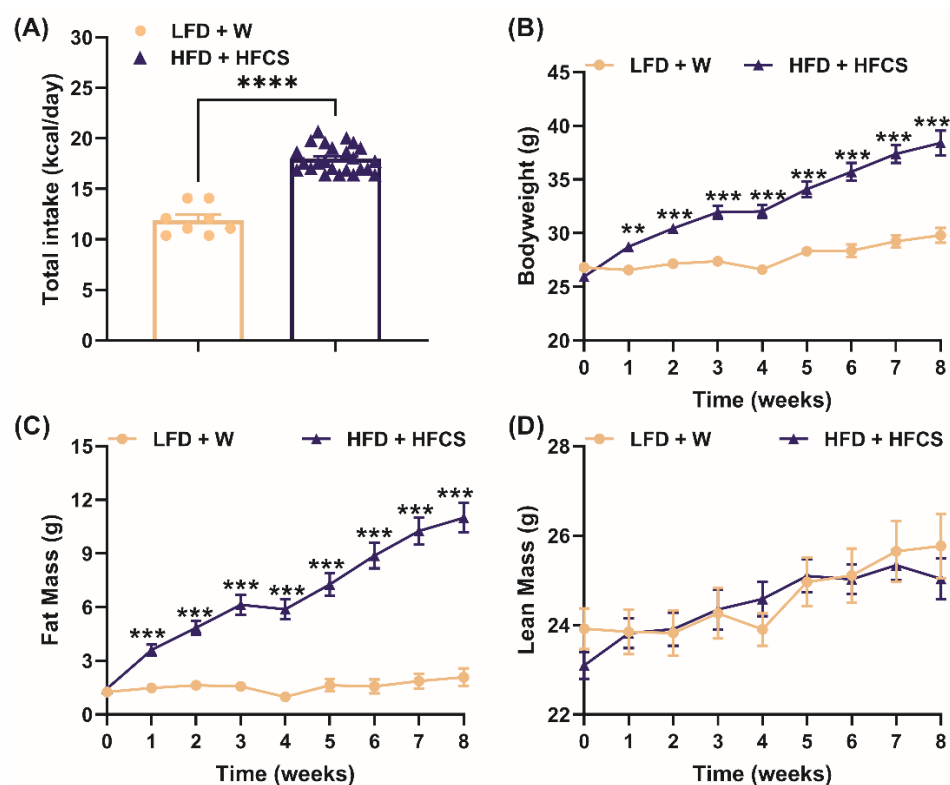 (A)
LFD + W
HFD + HFCS
****
Total intake (kcal/day)
30
25
20
15
10
5
0
(B)
LFD + W HFD + HFCS
Bodyweight (g)
45
40
35
30
25
20
** *** *** *** *** *** *** ***
0 1 2 3 4 5 6 7 8
Time (weeks)
(C)
LFD + W HFD + HFCS
Fat Mass (g)
15
12
9
6
3
0
*** *** *** *** *** *** *** ***
0 1 2 3 4 5 6 7 8
Time (weeks)
(D)
LFD + W HFD + HFCS
Lean Mass (g)
28
26
24
22
0 1 2 3 4 5 6 7 8
Time (weeks)